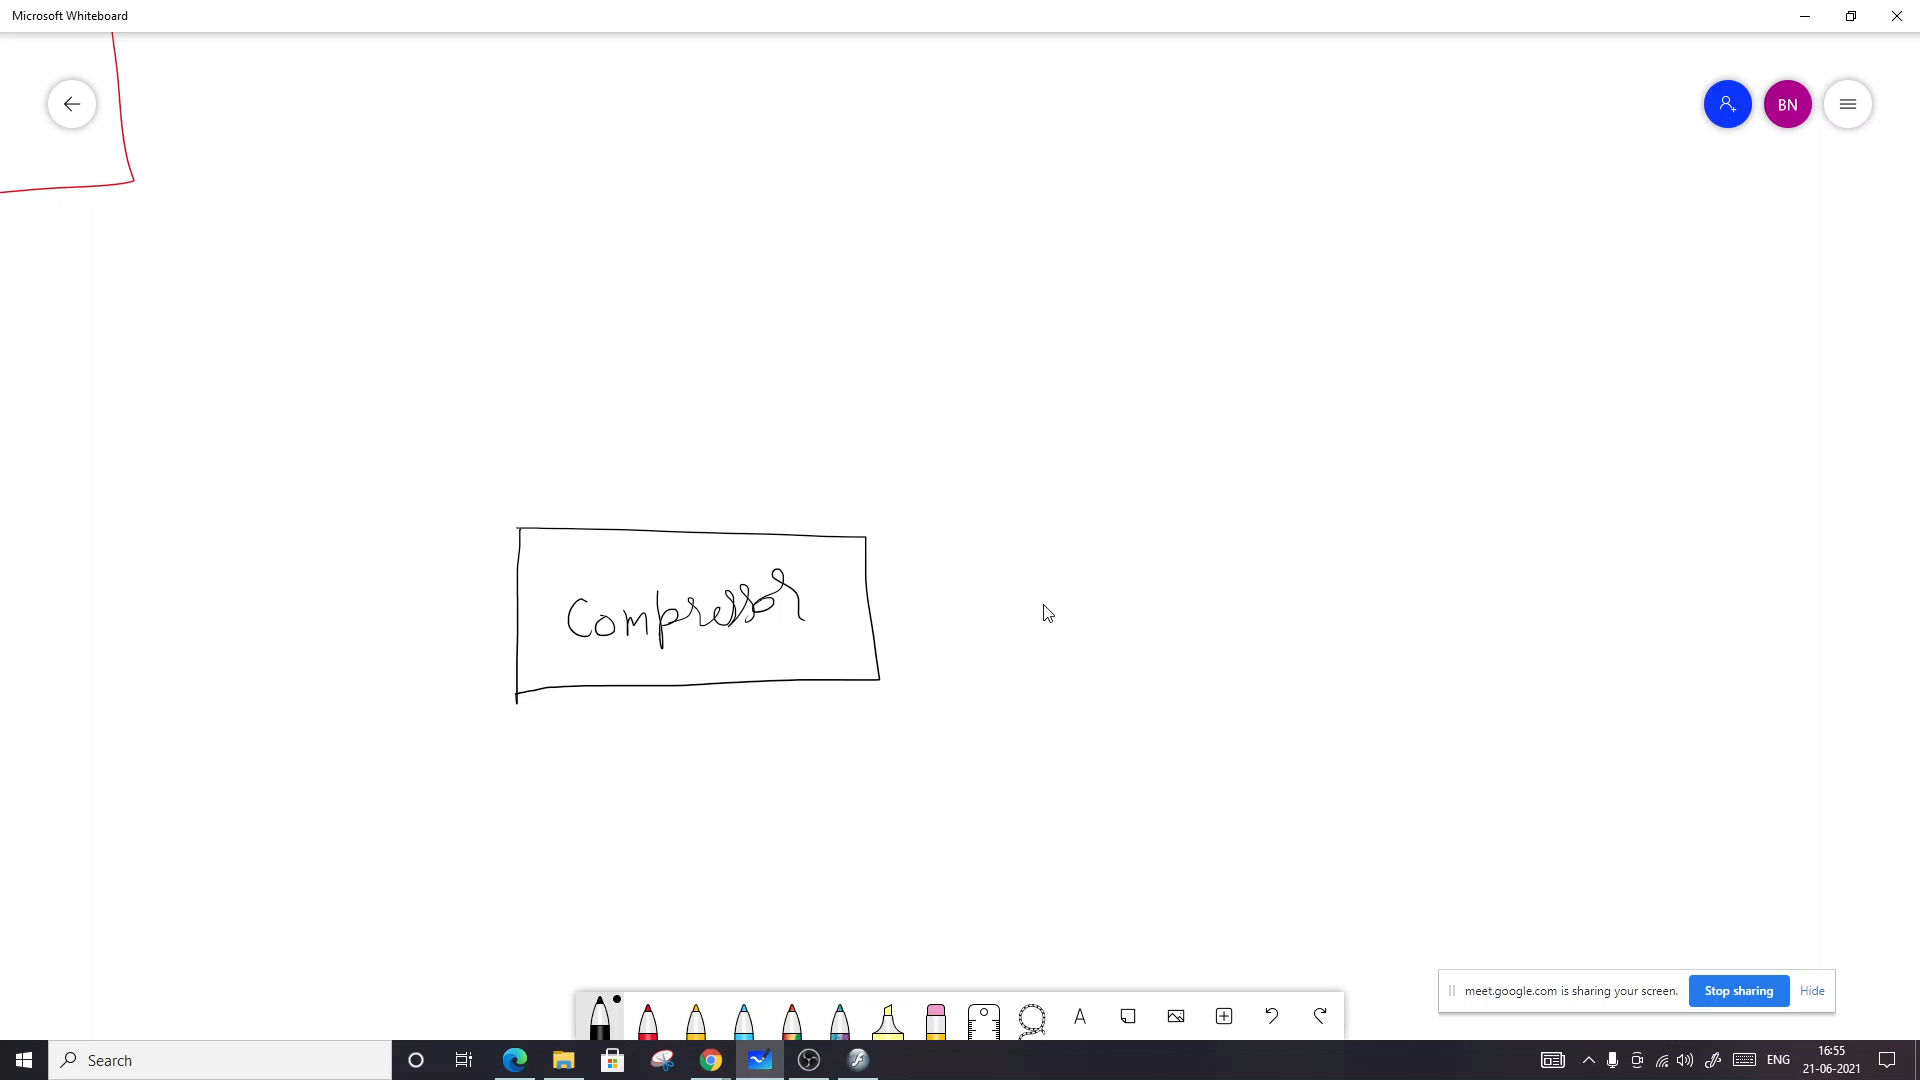 Microsoft Whiteboard
BN
Compressor
meet.google.com is sharing your screen.
Stop sharing
Hide
Search
ENG
16:55
21-06-2021